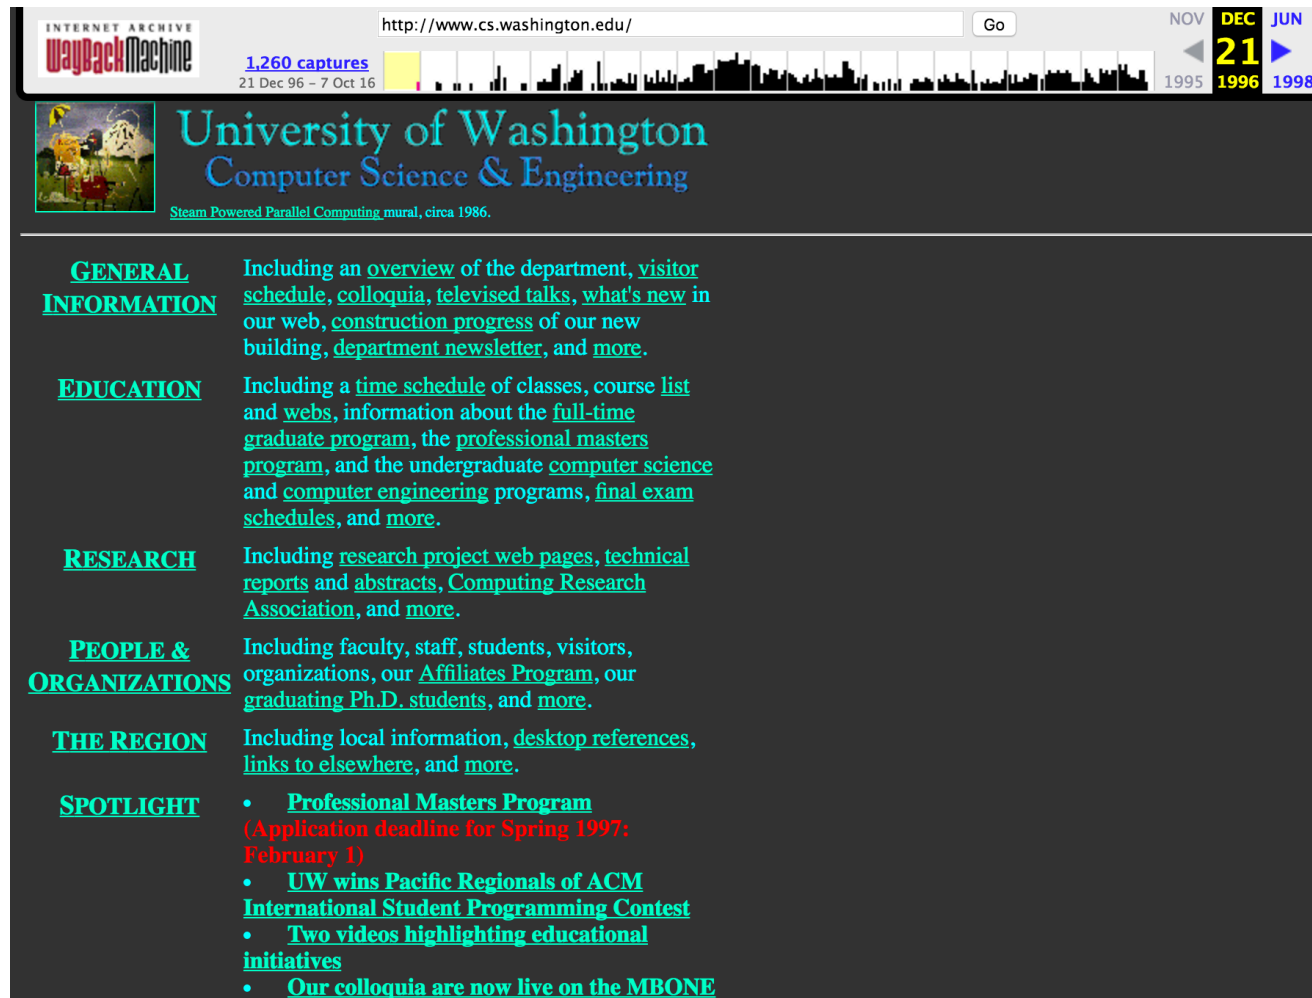 INTERNET ARCHIVE
WayBackMachine
http://www.cs.washington.edu/
Go
1,260 captures
21 Dec 96 – 7 Oct 16
NOV DEC JUN
21
1995 1996 1998
University of Washington
Computer Science & Engineering
Steam Powered Parallel Computing mural, circa 1986.
GENERAL
INFORMATION
Including an overview of the department, visitor
schedule, colloquia, televised talks, what's new in
our web, construction progress of our new
building, department newsletter, and more.
EDUCATION
Including a time schedule of classes, course list
and webs, information about the full-time
graduate program, the professional masters
program, and the undergraduate computer science
and computer engineering programs, final exam
schedules, and more.
RESEARCH
Including research project web pages, technical
reports and abstracts, Computing Research
Association, and more.
PEOPLE &
ORGANIZATIONS
Including faculty, staff, students, visitors,
organizations, our Affiliates Program, our
graduating Ph.D. students, and more.
THE REGION
Including local information, desktop references,
links to elsewhere, and more.
SPOTLIGHT
• Professional Masters Program
(Application deadline for Spring 1997:
February 1)
• UW wins Pacific Regionals of ACM
International Student Programming Contest
• Two videos highlighting educational
initiatives
• Our colloquia are now live on the MBONE